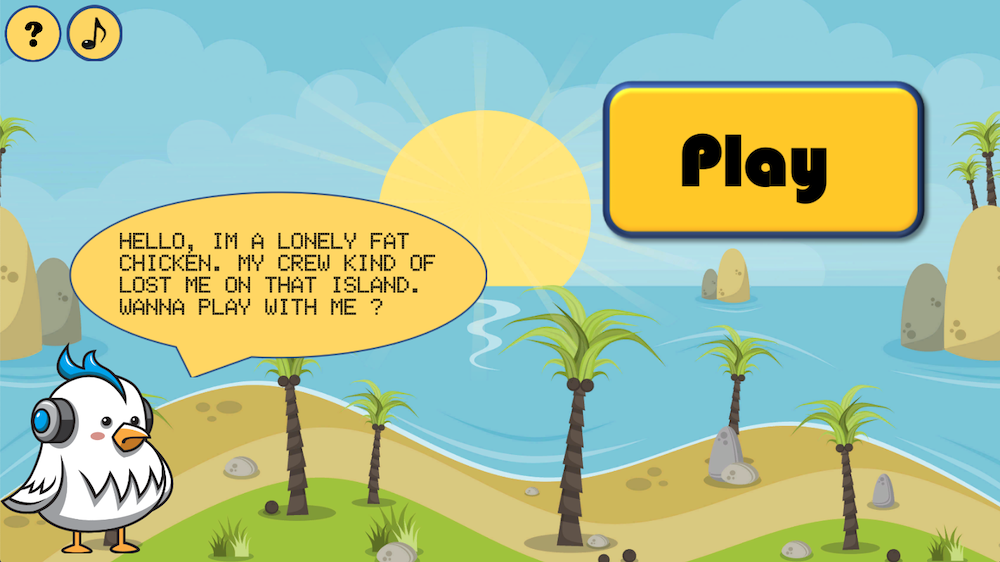 ?
Play
HELLO, IM A LONELY FAT
CHICKEN. MY CREW KIND OF
LOST ME ON THAT ISLAND.
WANNA PLAY WITH ME ?